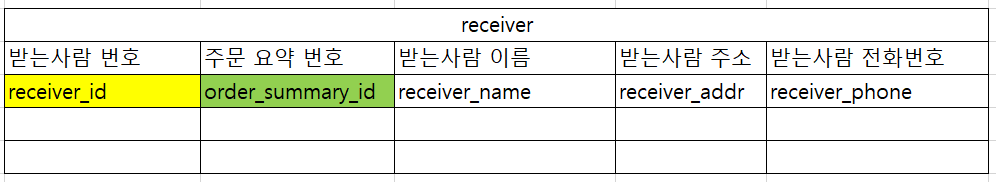 receiver
받는사람 번호 주문 요약 번호 받는사람 이름 받는사람 주소 받는사람 전화번호
receiver_id order_summary_id receiver_name receiver_addr receiver_phone